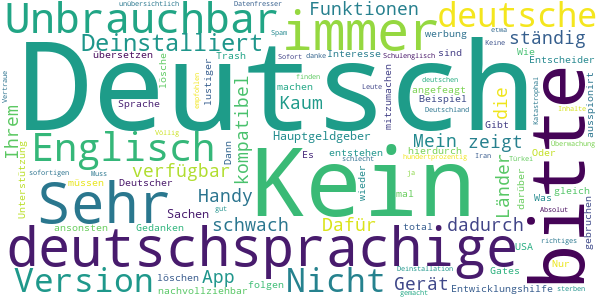 unübersichtlich
Datenfresser
Funktionen
deutsche
Unbrauchbar
immer
Deinstalliert
Spam
werbung
etwa
ständig
übersetzen
Trash
Sofort
danke
Interesse
sind
Keine
Schulenglisch
Wie
Entscheider
Deutsch
lösche
lustiger
finden
machen
Leute
deutschen
angefeagt
mitzumachen
Vertraue
Sprache
Kaum
Beispiel
Deutschland
die
Inhalte
Katastrophal
ausspioniert
Ihrem
kompatibel
Hauptgeldgeber
Gibt
Völlig
Mein
zeigt
bitte
Englisch
Kein
Dann
Es
entstehen
hierdurch
Oder
Überwachung
schlecht
hundertprozentig
verfügbar
Iran
Türkei
Länder
darüber
Unterstützung
sofortigen
Muss
müssen
Deutscher
Sehr
Handy
wieder
ja
mal
Was
gleich
gut
Sachen
ansonsten
Gedanken
schwach
Dafür
total
dadurch
gebruchen
Absolut
richtiges
deutschsprachige
USA
Nur
Version
löschen
App
Nicht
Deinstallation
Gerät
Gates
nachvollziehbar
folgen
gemacht
Entwicklungshilfe
sterben